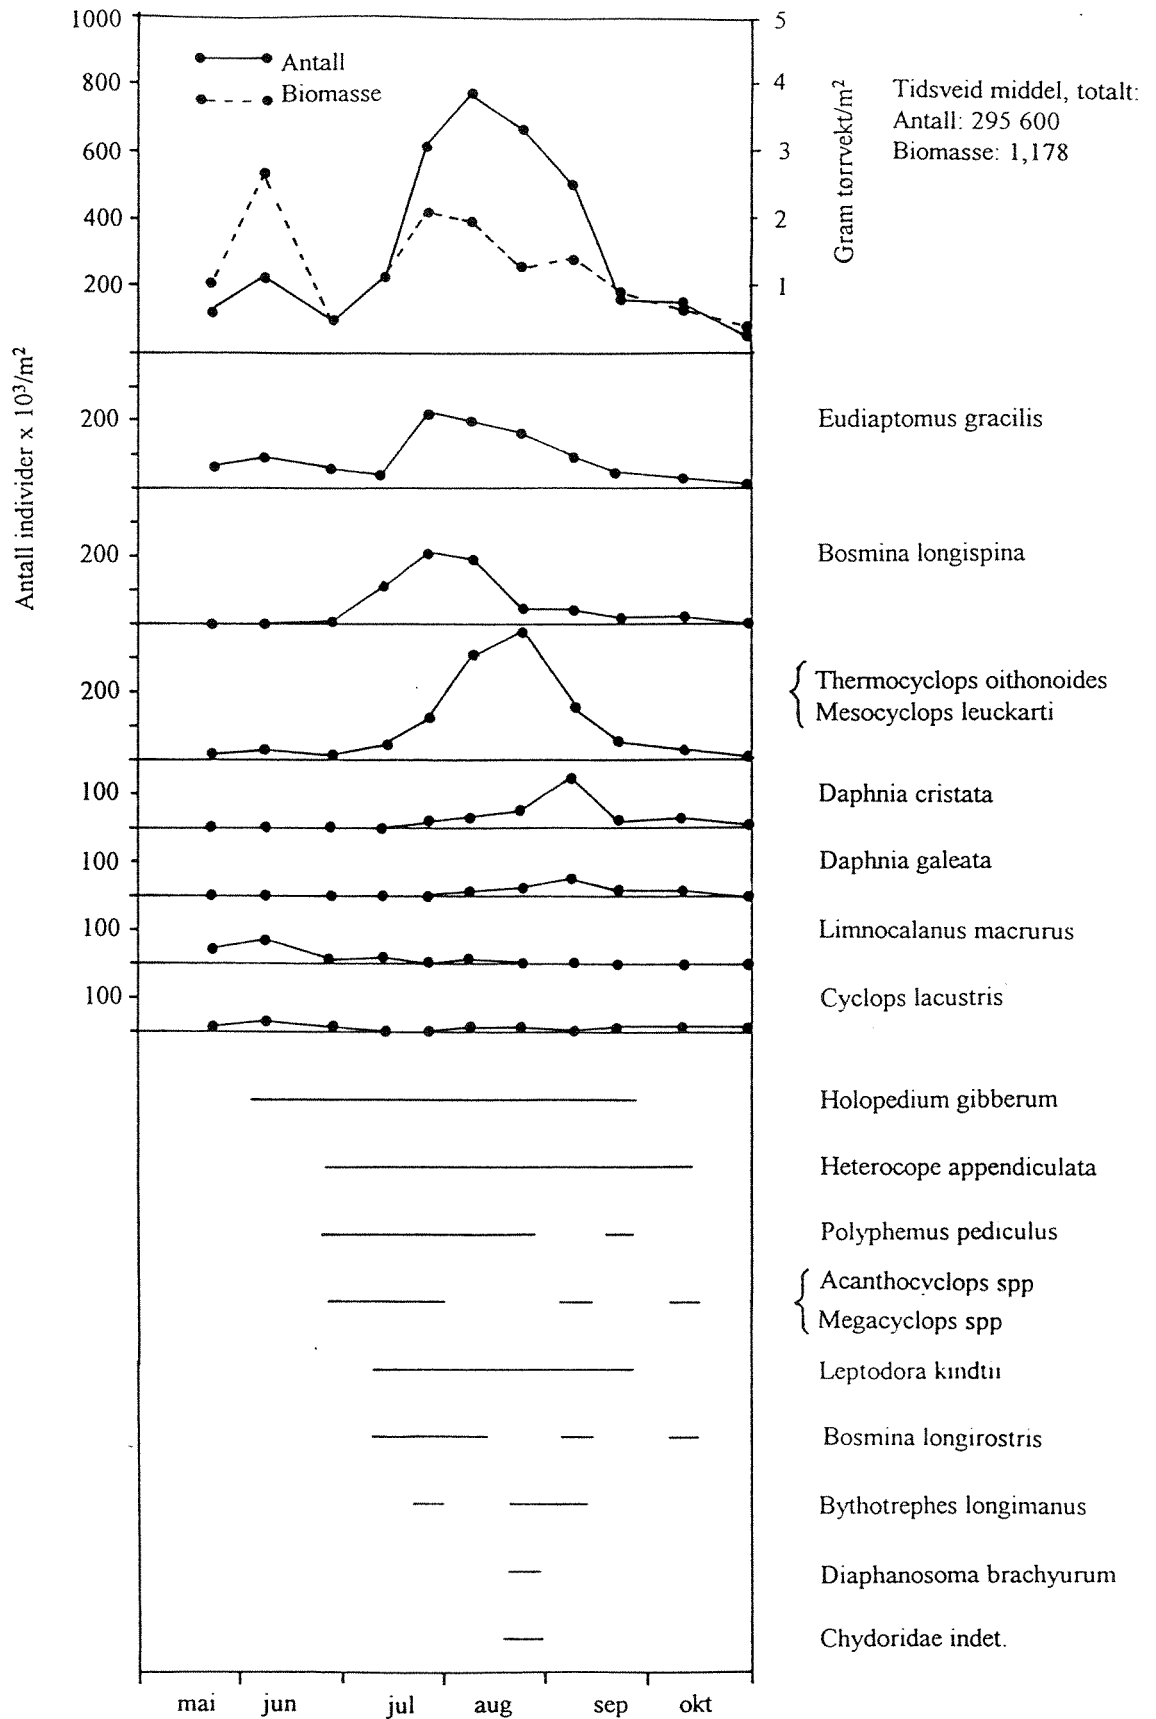 1000
800
600
400
200
Antall
Biomasse
5
4
3
2
1
Gram tørrvekt/m²
Tidsveid middel, totalt:
Antall: 295 600
Biomasse: 1,178
Antall individer x 10³/m²
200
Eudiaptomus gracilis
200
Bosmina longispina
200
Thermocyclops oithonoides
Mesocyclops leuckarti
100
Daphnia cristata
100
Daphnia galeata
100
Limnocalanus macrurus
100
Cyclops lacustris
Holopedium gibberum
Heterocope appendiculata
Polyphemus pediculus
Acanthocyclops spp
Megacyclops spp
Leptodora kindtii
Bosmina longirostris
Bythotrephes longimanus
Diaphanosoma brachyurum
Chydoridae indet.
mai jun jul aug sep okt